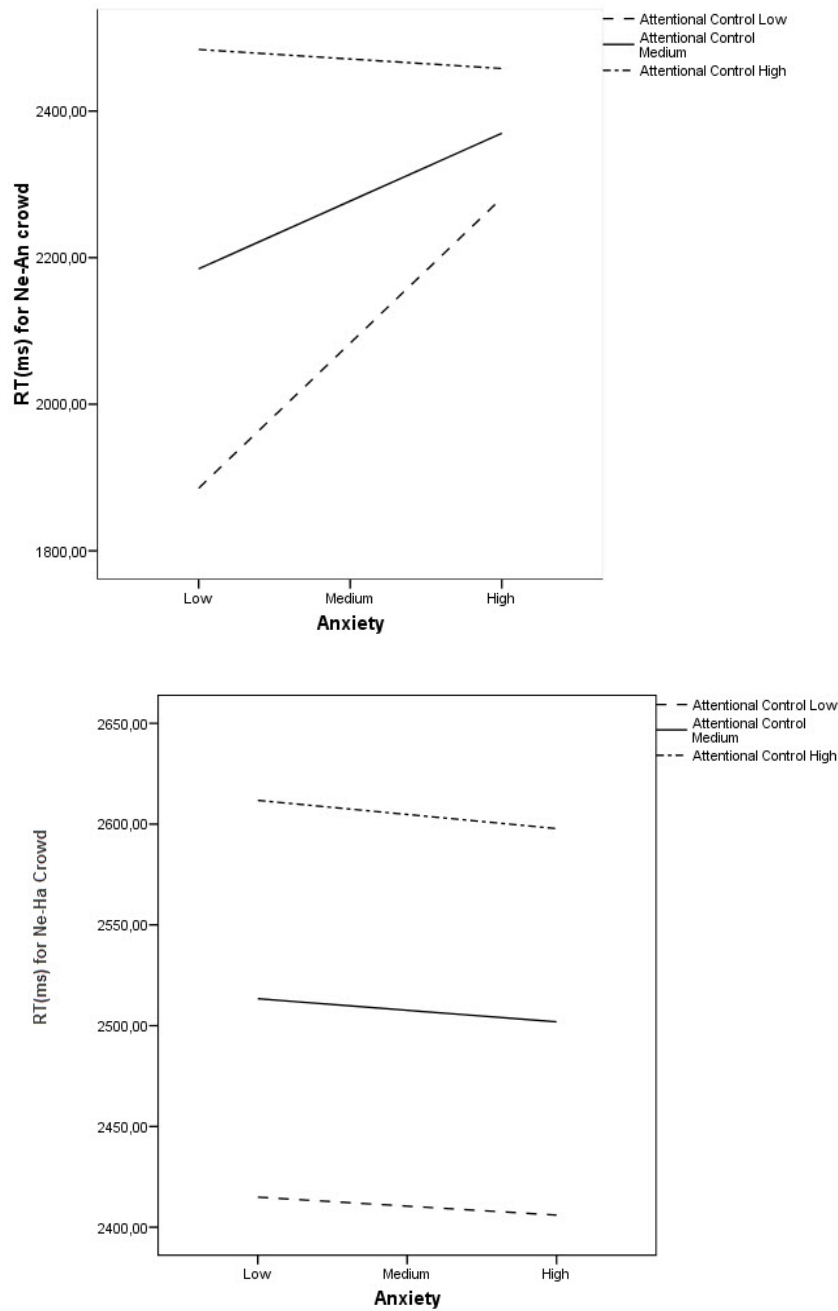 Attentional Control Low
Attentional Control
Medium
Attentional Control High
2400,00
2200,00
2000,00
1800,00
RT(ms) for Ne-An crowd
Low
Medium
High
Anxiety
Attentional Control Low
Attentional Control
Medium
Attentional Control High
2650,00
2600,00
2550,00
2500,00
2450,00
2400,00
RT(ms) for Ne-Ha Crowd
Low
Medium
High
Anxiety